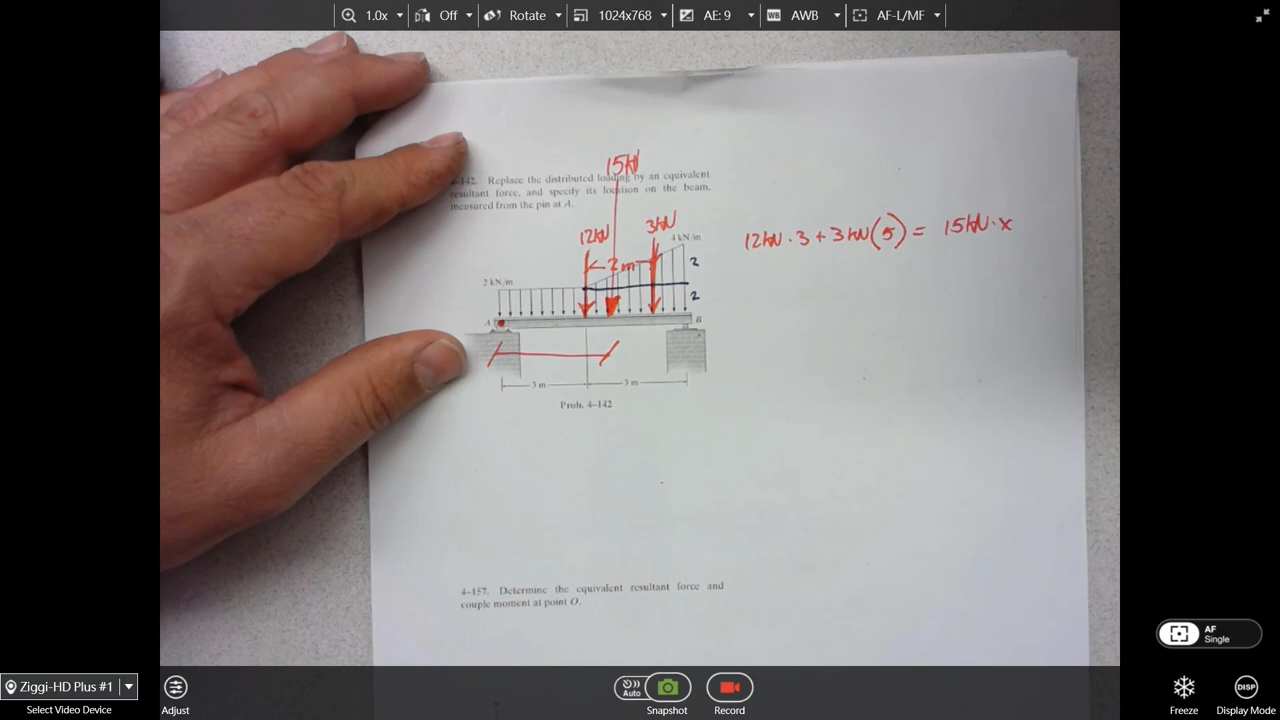 1.0x Off Rotate 1024x768 AE: 9 WB AWB AF-L/MF
15kN
4-142. Replace the distributed loading by an equivalent
resultant force, and specify its location on the beam,
measured from the pin at A.
12kN 3kN
4 kN/m
12kN · 3 + 3kN(5) = 15kN · x
2 m
2
2 kN/m
2
A B
3 m 3 m
Prob. 4-142
4-157. Determine the equivalent resultant force and
couple moment at point O.
AF
Single
Ziggi-HD Plus #1
Select Video Device
Adjust
Auto
Snapshot
Record
Freeze
DISP
Display Mode